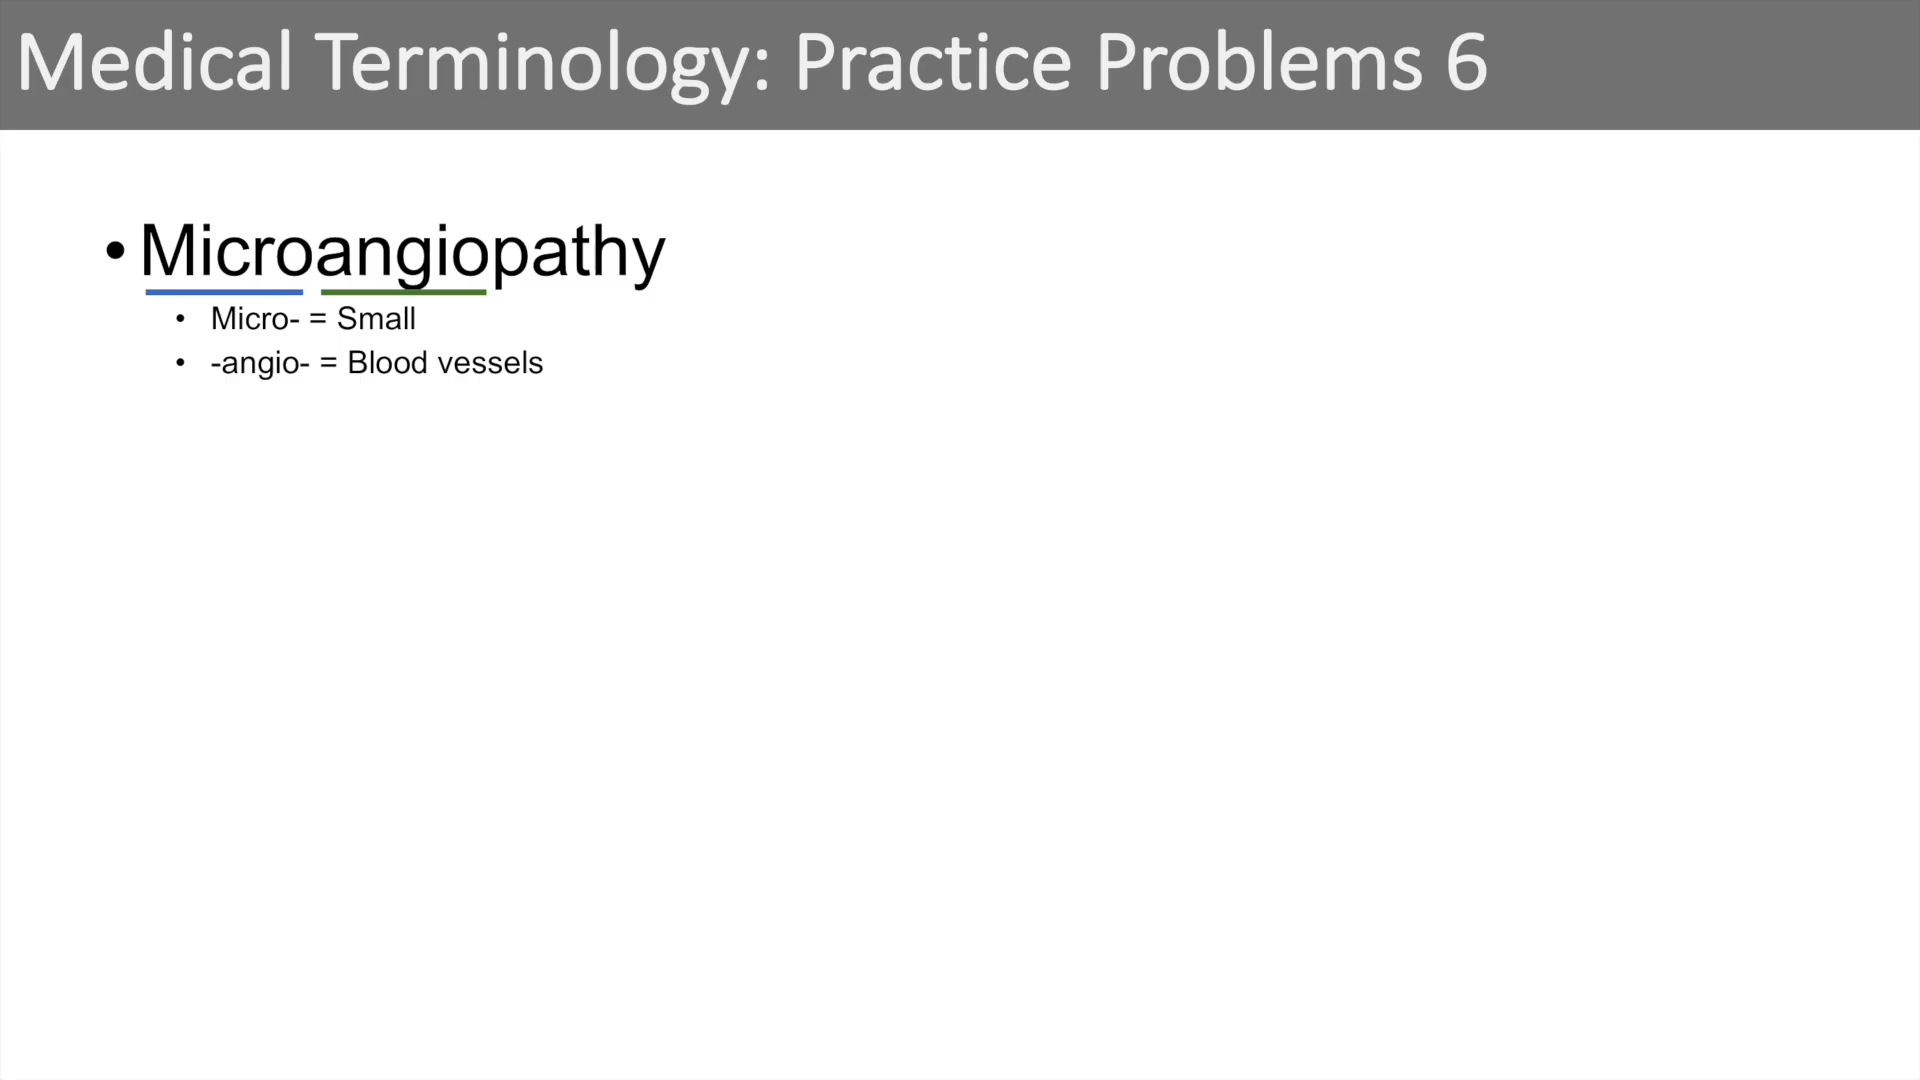 Medical Terminology: Practice Problems 6
• Microangiopathy
• Micro- = Small
• -angio- = Blood vessels